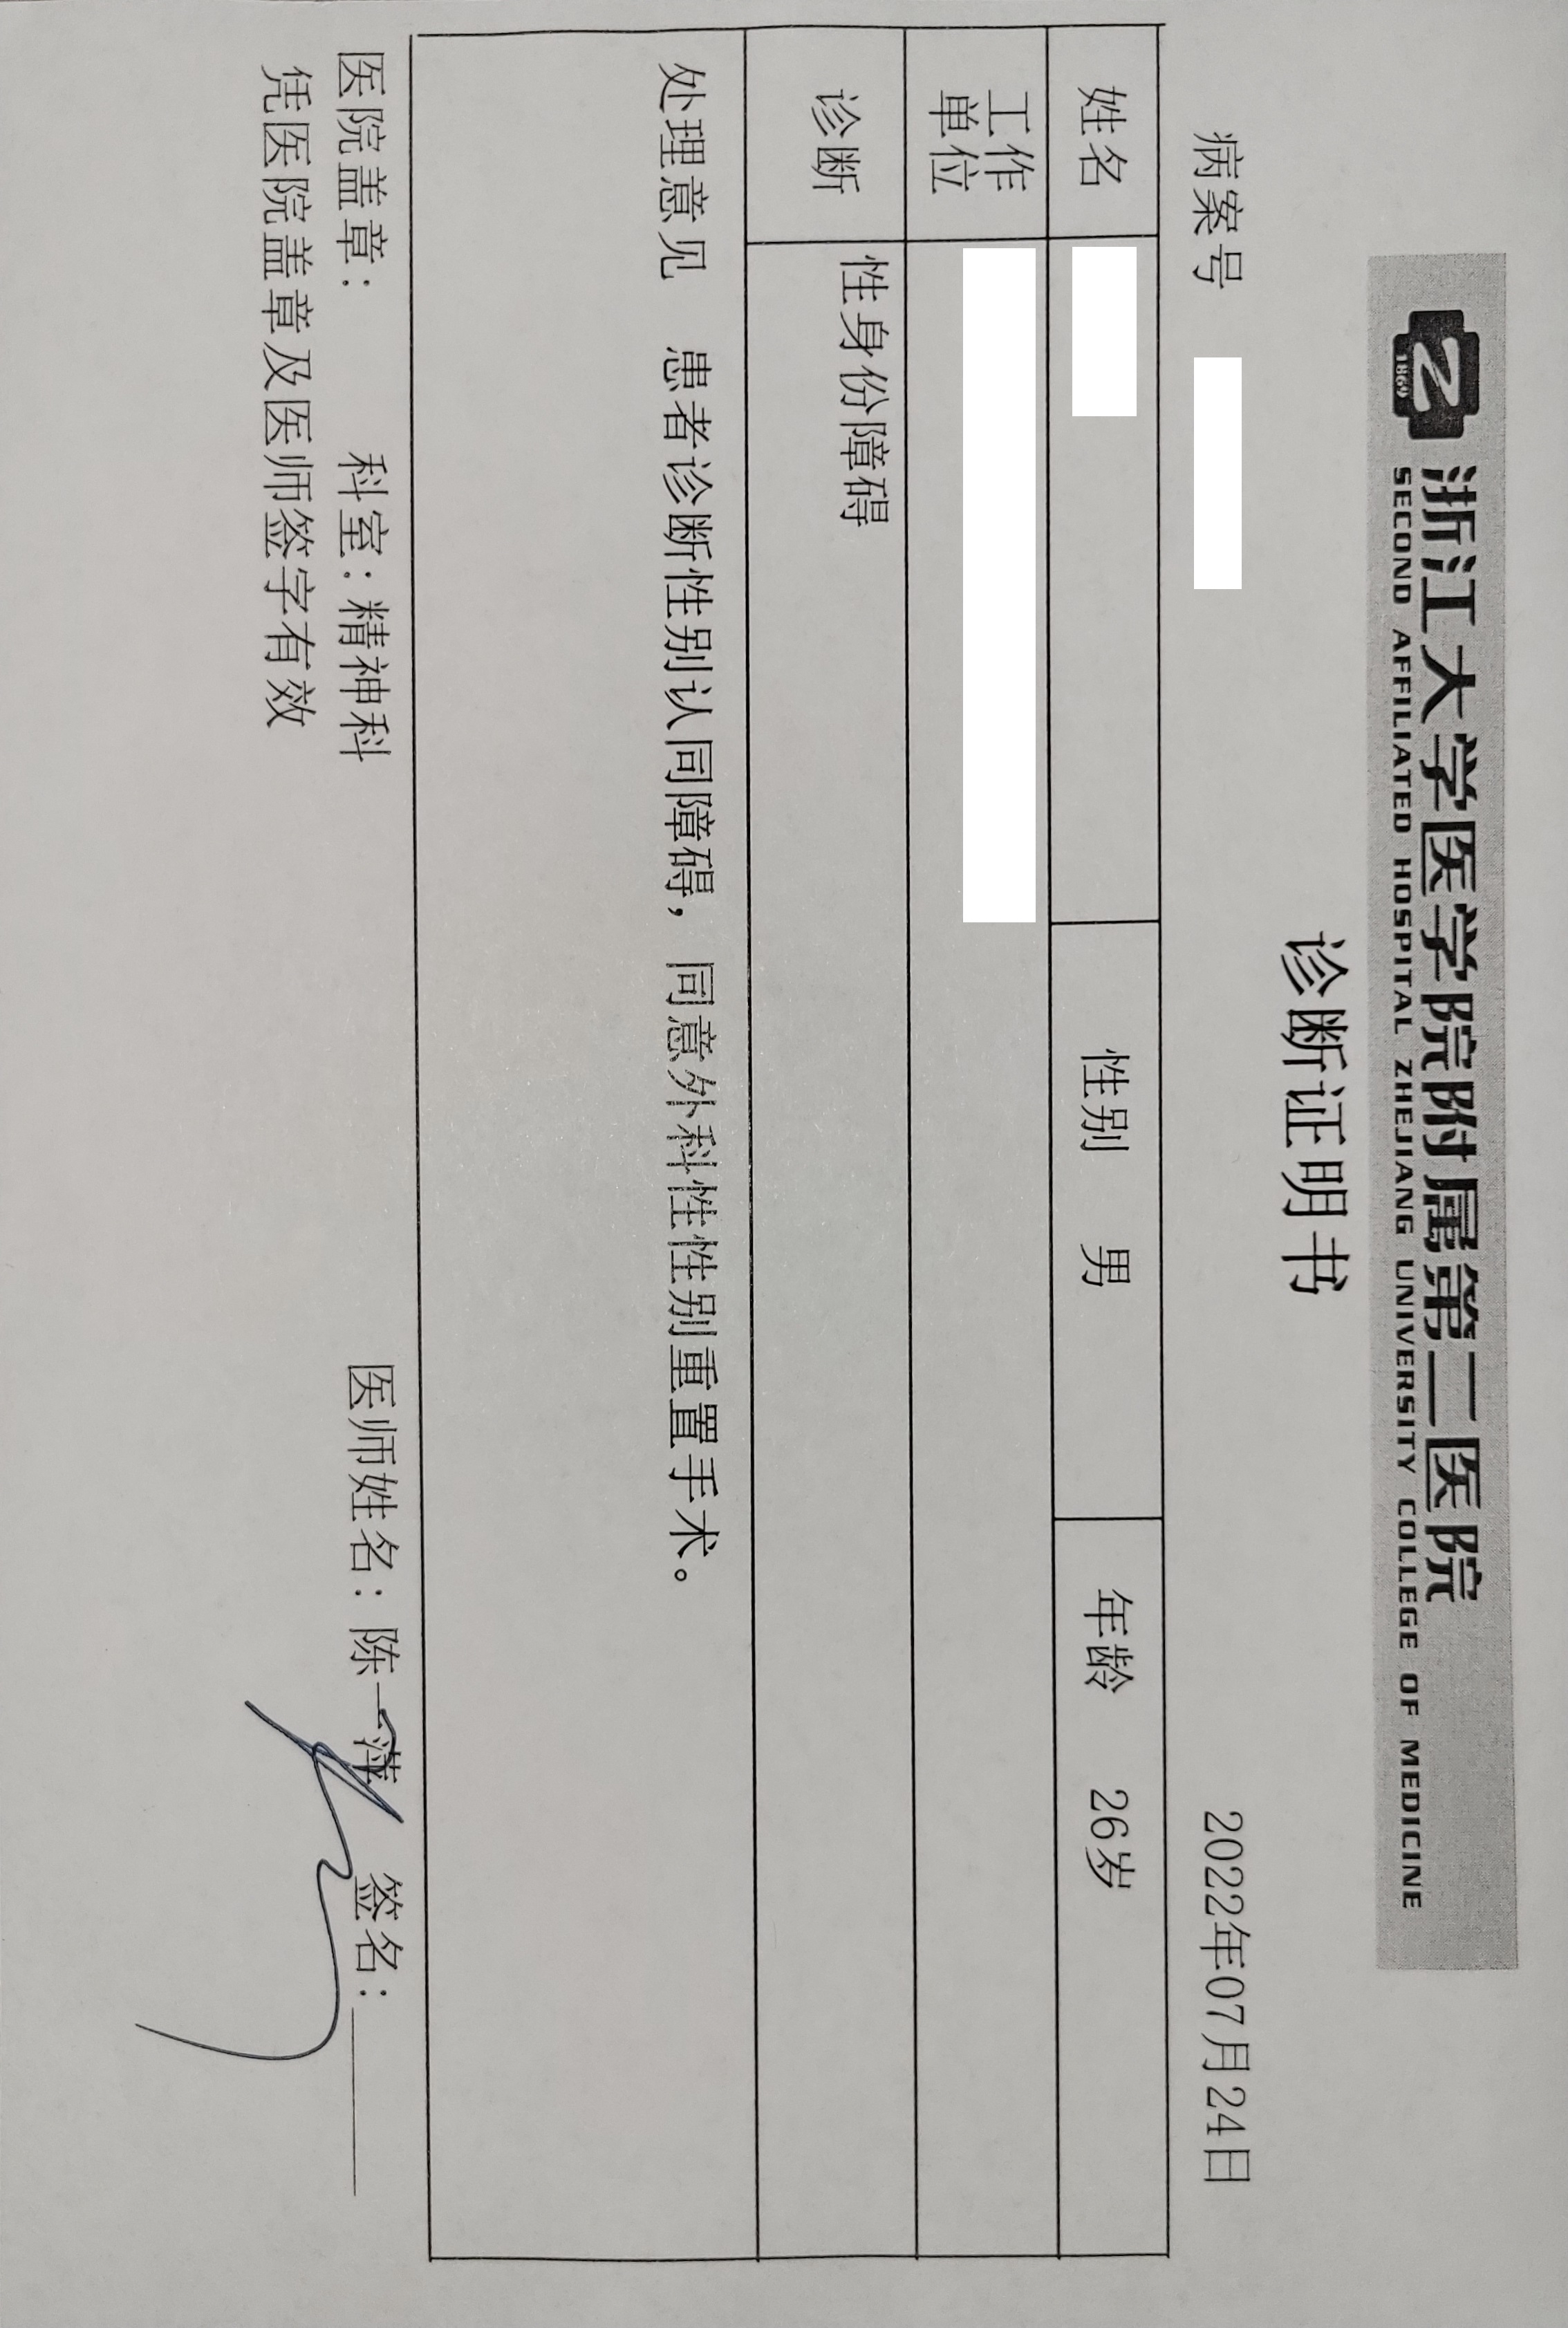 1869
浙江大学医学院附属第二医院
SECOND AFFILIATED HOSPITAL ZHEJIANG UNIVERSITY COLLEGE OF MEDICINE
诊断证明书
病案号 2022年07月24日
姓名 性别 男 年龄 26岁
工作单位
诊断 性身份障碍
处理意见 患者诊断性别认同障碍，同意外科性性别重置手术。
医院盖章： 科室：精神科 医师姓名：陈一萍 签名：
凭医院盖章及医师签字有效